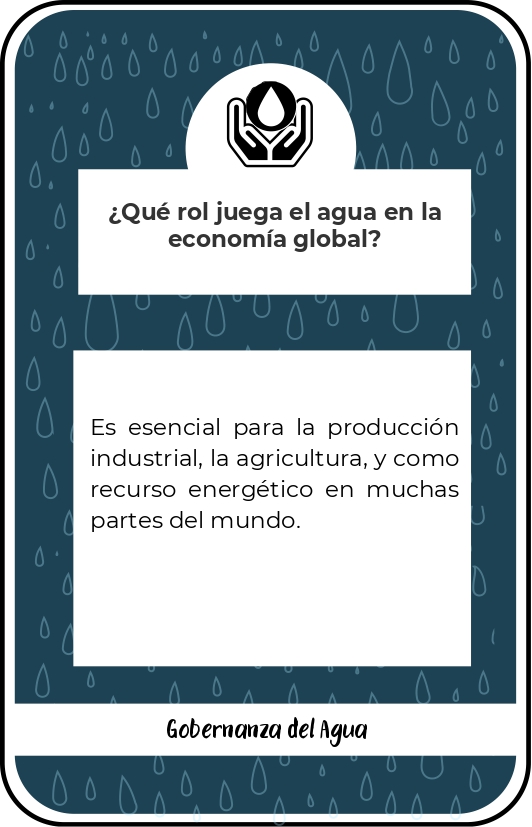 ¿Qué rol juega el agua en la
economía global?
Es esencial para la producción
industrial, la agricultura, y como
recurso energético en muchas
partes del mundo.
Gobernanza del Agua